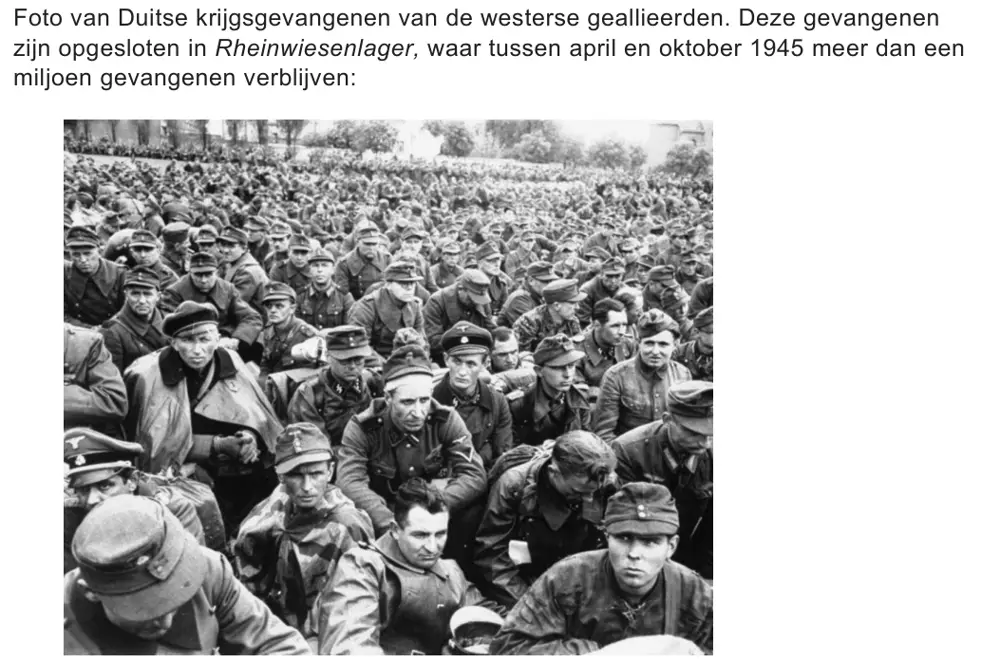 Foto van Duitse krijgsgevangenen van de westerse geallieerden. Deze gevangenen
zijn opgesloten in Rheinwiesenlager, waar tussen april en oktober 1945 meer dan een
miljoen gevangenen verblijven: